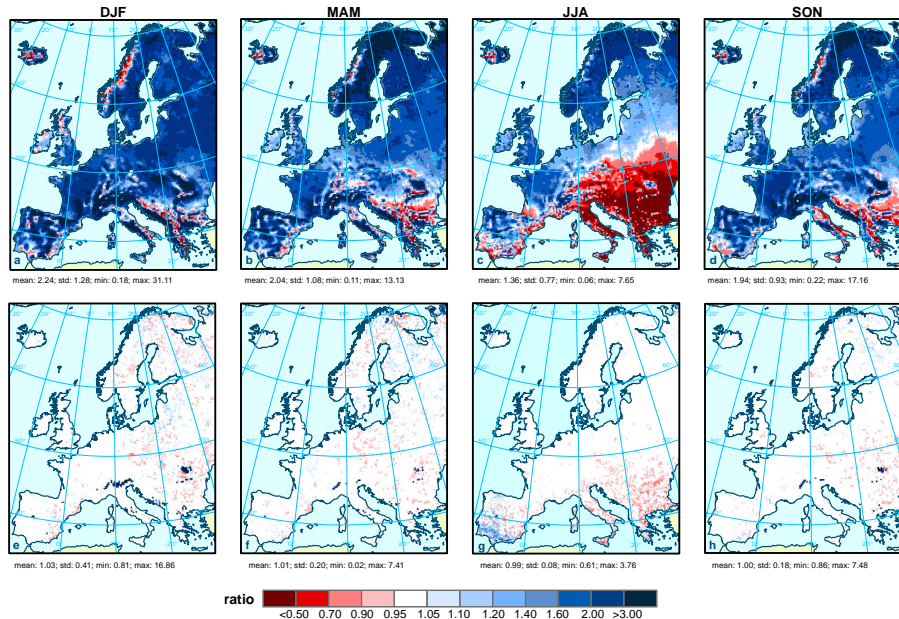 DJF MAM JJA SON
a b c d
mean: 2.24; std: 1.28; min: 0.18; max: 31.11 mean: 2.04; std: 1.08; min: 0.11; max: 13.13 mean: 1.36; std: 0.77; min: 0.06; max: 7.65 mean: 1.94; std: 0.93; min: 0.22; max: 17.16
e f g h
mean: 1.03; std: 0.41; min: 0.81; max: 16.86 mean: 1.01; std: 0.20; min: 0.02; max: 7.41 mean: 0.99; std: 0.08; min: 0.61; max: 3.76 mean: 1.00; std: 0.18; min: 0.86; max: 7.48
ratio
<0.50 0.70 0.90 0.95 1.05 1.10 1.20 1.40 1.60 2.00 >3.00